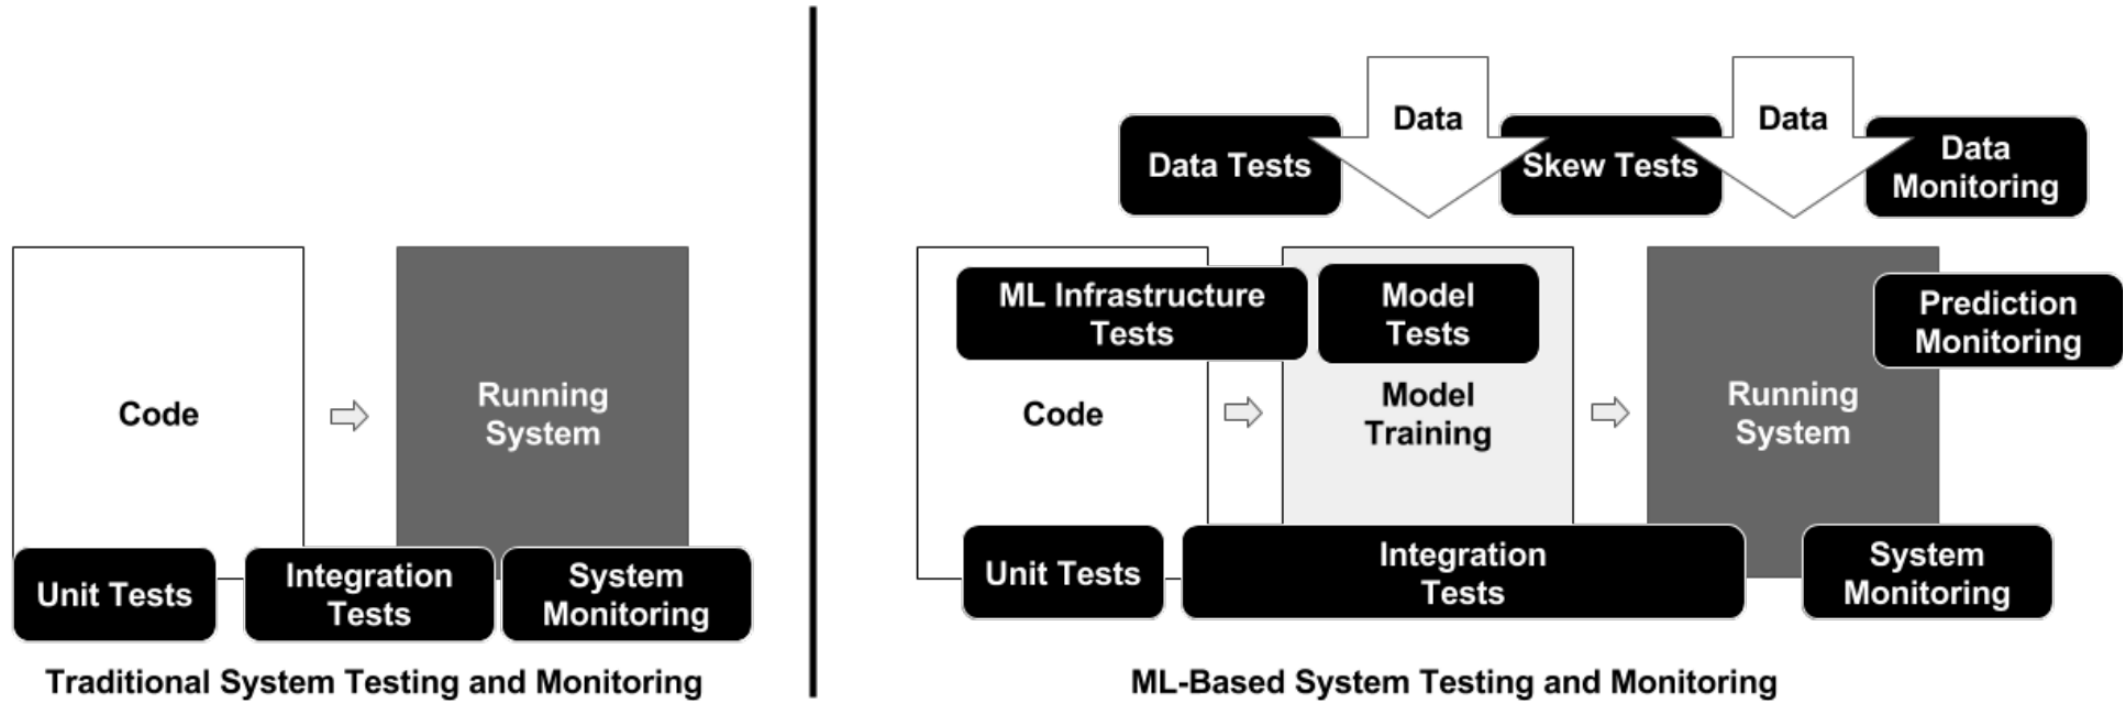 Code
Running
System
Unit Tests
Integration
Tests
System
Monitoring
Traditional System Testing and Monitoring
Data
Data
Data Tests
Skew Tests
Data
Monitoring
ML Infrastructure
Tests
Model
Tests
Prediction
Monitoring
Code
Model
Training
Running
System
Unit Tests
Integration
Tests
System
Monitoring
ML-Based System Testing and Monitoring